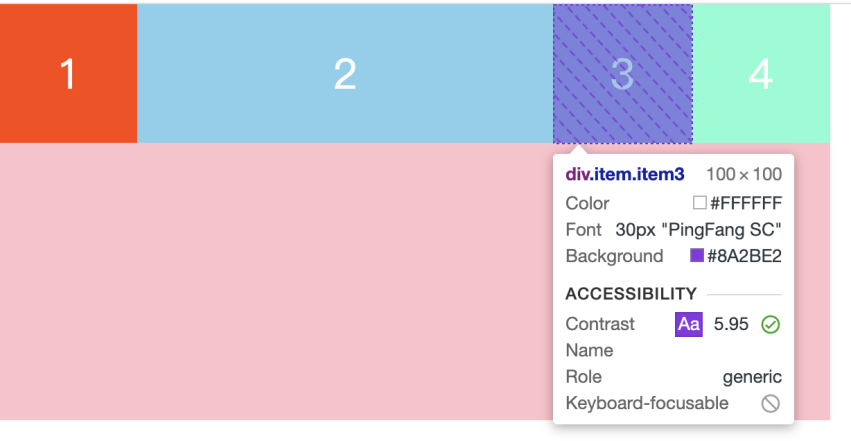 1 2 3 4
div.item.item3 100 × 100
Color #FFFFFF
Font 30px "PingFang SC"
Background #8A2BE2
ACCESSIBILITY
Contrast Aa 5.95
Name
Role generic
Keyboard-focusable